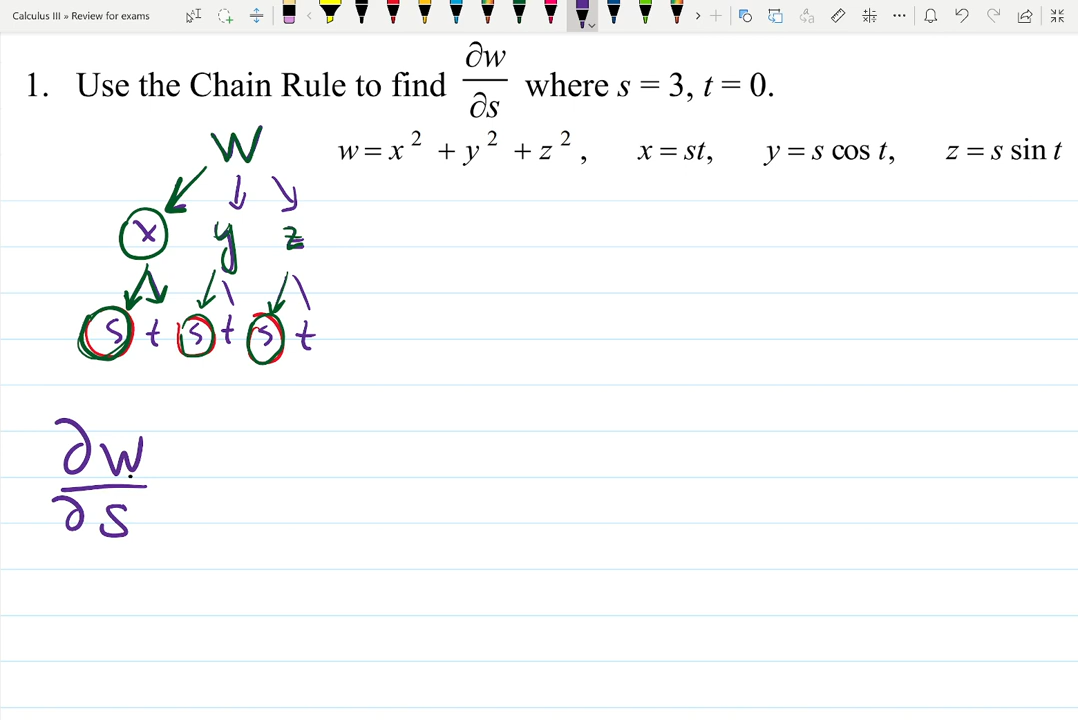 Calculus III » Review for exams
1. Use the Chain Rule to find ∂w/∂s where s = 3, t = 0.
w = x² + y² + z², x = st, y = s cos t, z = s sin t
W
x y z
s t s t s t
∂w
∂s